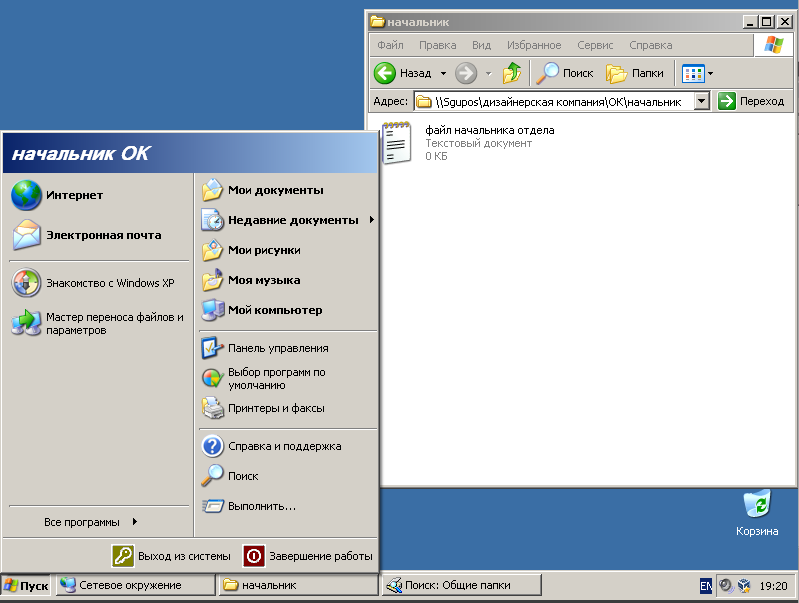 начальник
Файл Правка Вид Избранное Сервис Справка
Назад Поиск Папки
Адрес: \\Sgupos\дизайнерская компания\ОК\начальник Переход
файл начальника отдела
Текстовый документ
0 КБ
начальник ОК
Интернет
Электронная почта
Знакомство с Windows XP
Мастер переноса файлов и
параметров
Все программы
Мои документы
Недавние документы
Мои рисунки
Моя музыка
Мой компьютер
Панель управления
Выбор программ по
умолчанию
Принтеры и факсы
Справка и поддержка
Поиск
Выполнить...
Выход из системы Завершение работы
Корзина
Пуск Сетевое окружение начальник Поиск: Общие папки EN 19:20